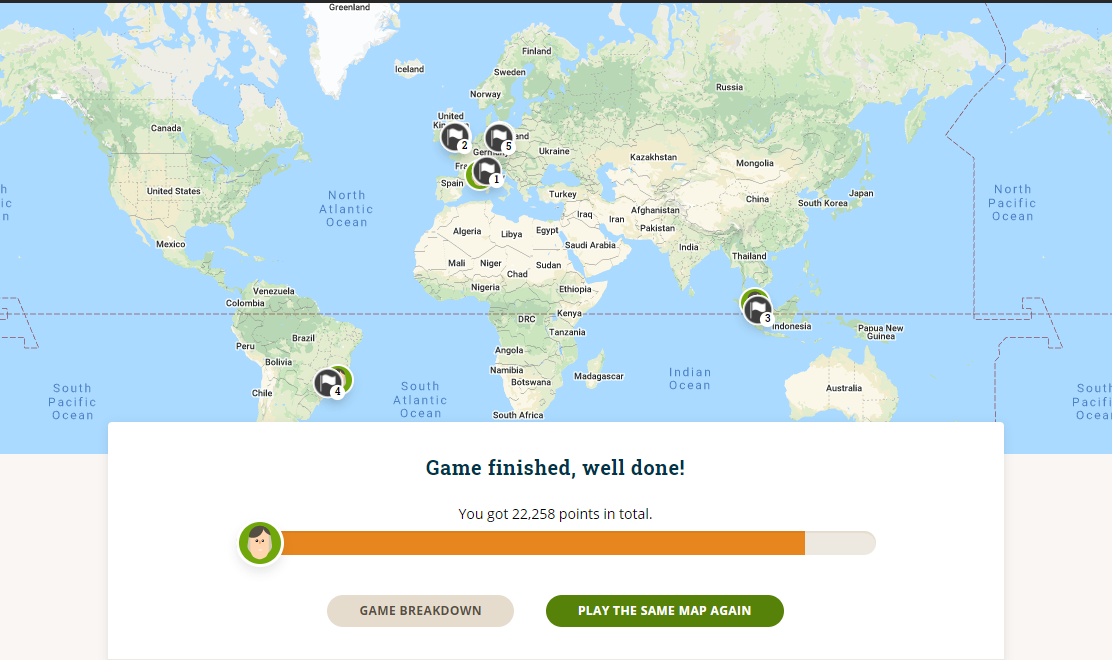 Greenland
Iceland
Finland
Sweden
Norway
Russia
United
Canada
2
5
Ukraine
Kazakhstan
Mongolia
1
Spain
United States
North
Atlantic
Ocean
Turkey
China
Japan
South Korea
North
Pacific
Ocean
Iraq
Iran
Afghanistan
Pakistan
Algeria
Libya
Egypt
Saudi Arabia
India
Mexico
Mali
Niger
Chad
Sudan
Thailand
Nigeria
Ethiopia
Venezuela
Colombia
3
Indonesia
Kenya
DRC
Tanzania
Papua New
Guinea
Peru
Brazil
Bolivia
Angola
Namibia
Botswana
Madagascar
Indian
Ocean
Australia
4
Chile
South
Pacific
Ocean
South
Atlantic
Ocean
South Africa
South
Pacifi
Ocea
Game finished, well done!
You got 22,258 points in total.
GAME BREAKDOWN
PLAY THE SAME MAP AGAIN